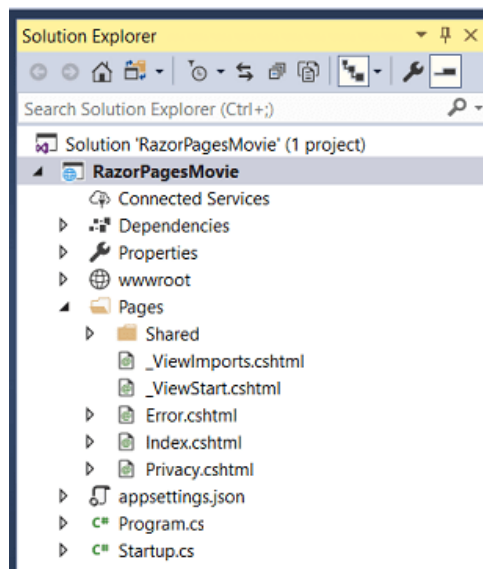 Solution Explorer
Search Solution Explorer (Ctrl+;)
Solution 'RazorPagesMovie' (1 project)
RazorPagesMovie
Connected Services
Dependencies
Properties
wwwroot
Pages
Shared
_ViewImports.cshtml
_ViewStart.cshtml
Error.cshtml
Index.cshtml
Privacy.cshtml
appsettings.json
C# Program.cs
C# Startup.cs